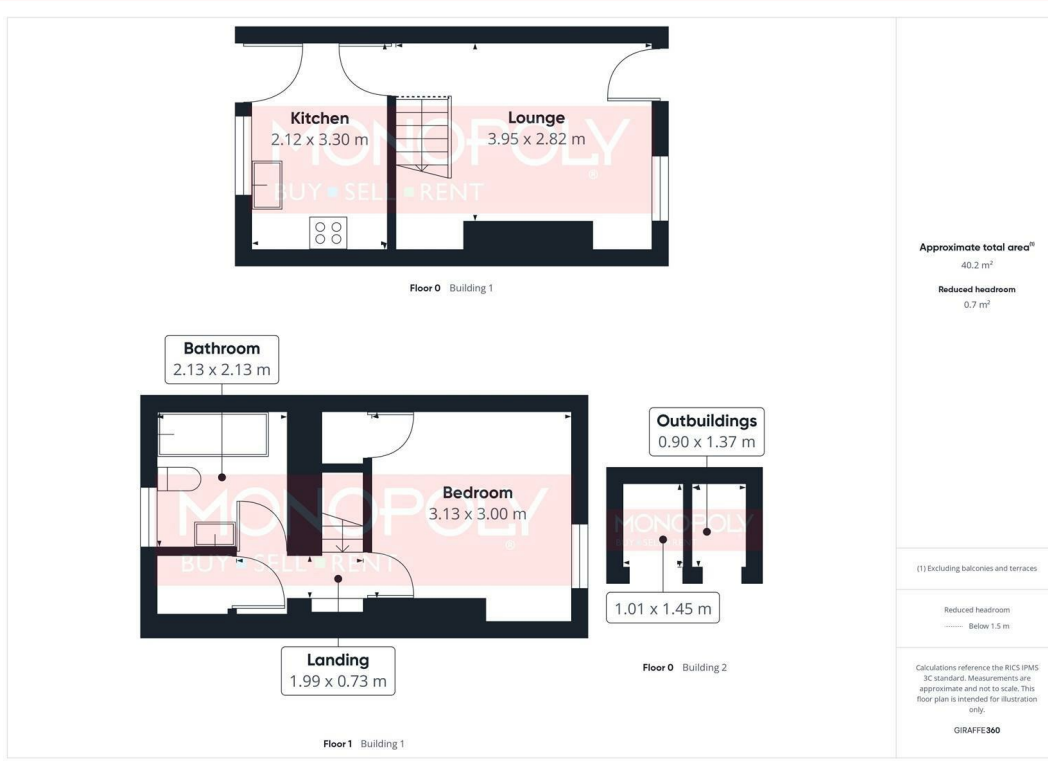 Kitchen
2.12 x 3.30 m
Lounge
3.95 x 2.82 m
MONOPOLY
®
BUY SELL RENT
Floor 0 Building 1
Bathroom
2.13 x 2.13 m
Bedroom
3.13 x 3.00 m
MONOPOLY
®
BUY SELL RENT
Landing
1.99 x 0.73 m
Floor 1 Building 1
Outbuildings
0.90 x 1.37 m
MONOPOLY
1.01 x 1.45 m
Floor 0 Building 2
Approximate total area(1)
40.2 m²
Reduced headroom
0.7 m²
(1) Excluding balconies and terraces
Reduced headroom
Below 1.5 m
Calculations reference the RICS IPMS
3C standard. Measurements are
approximate and not to scale. This
floor plan is intended for illustration
only.
GIRAFFE360